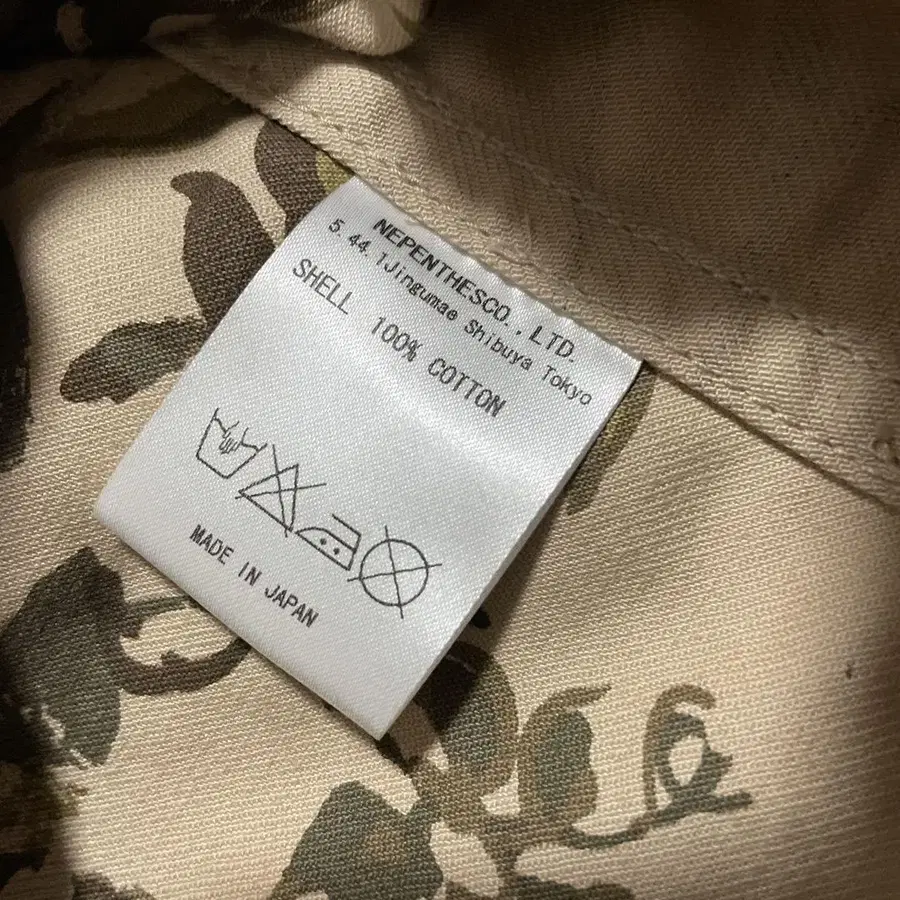 NEPENTHESCO., LTD.
5.44.1Jingumae Shibuya Tokyo
SHELL 100% COTTON
MADE IN JAPAN